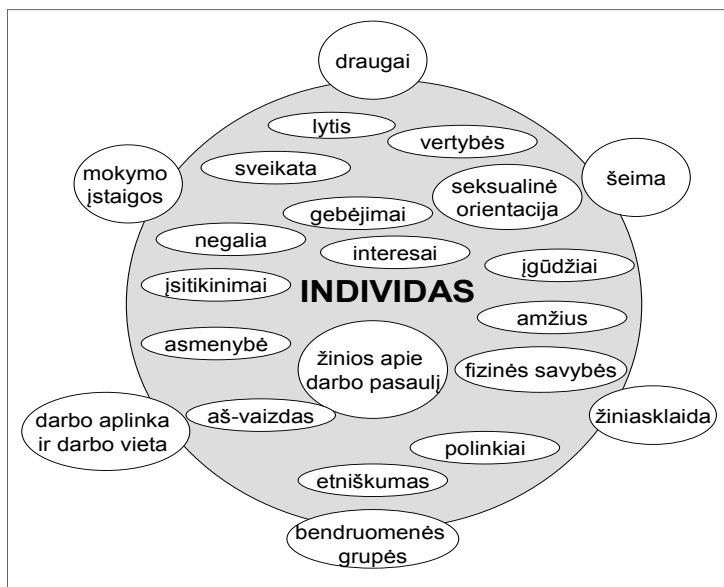 draugai
lytis
vertybės
sveikata
mokymo
įstaigos
seksualinė
orientacija
šeima
gebėjimai
negalia
interesai
įgūdžiai
įsitikinimai
INDIVIDAS
amžius
asmenybė
žinios apie
darbo pasaulį
fizinės savybės
darbo aplinka
ir darbo vieta
aš-vaizdas
žiniasklaida
polinkiai
etniškumas
bendruomenės
grupės